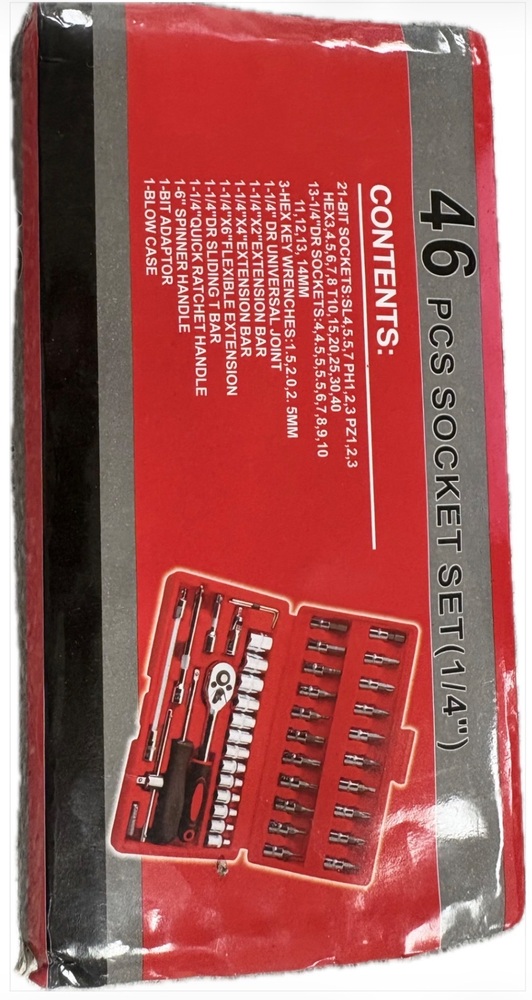 46 PCS SOCKET SET(1/4")
CONTENTS:
21-BIT SOCKETS:SL4,5.5,7 PH1,2,3 PZ1,2,3
HEX3,4,5,6,7,8 T10,15,20,25,30,40
13-1/4"DR SOCKETS:4,4.5,5,5.5,6,7,8,9,10
11,12,13,14MM
3-HEX KEY WRENCHES:1.5,2.0,2. 5MM
1-1/4" DR UNIVERSAL JOINT
1-1/4"X2"EXTENSION BAR
1-1/4"X4"EXTENSION BAR
1-1/4"X6"FLEXIBLE EXTENSION
1-1/4"DR SLIDING T BAR
1-1/4"QUICK RATCHET HANDLE
1-6" SPINNER HANDLE
1-BIT ADAPTOR
1-BLOW CASE